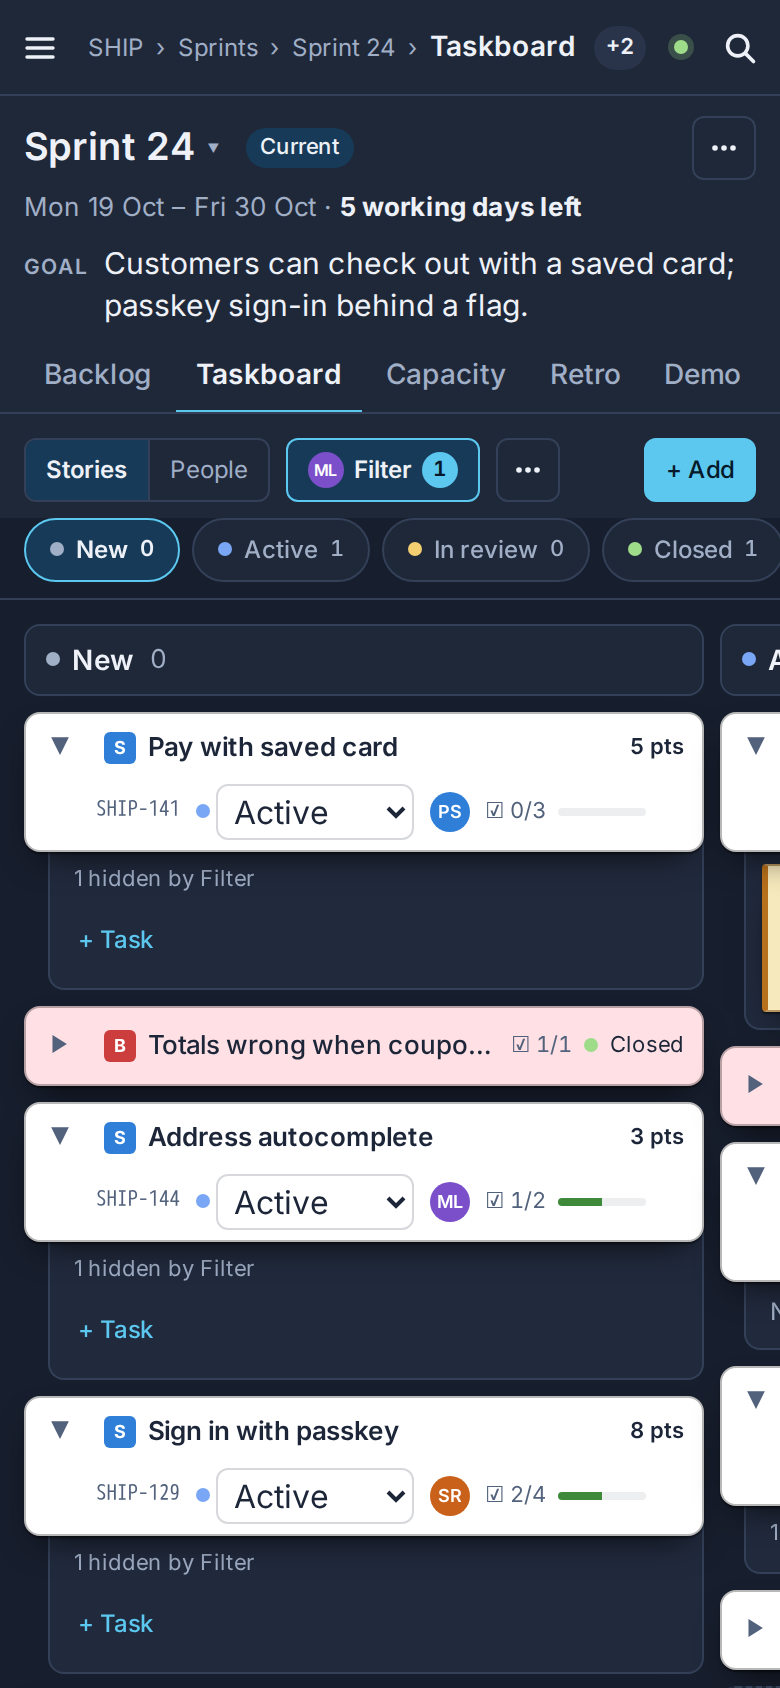 SHIP › Sprints › Sprint 24 › Taskboard +2
Sprint 24 ▾ Current ···
Mon 19 Oct – Fri 30 Oct · 5 working days left
GOAL Customers can check out with a saved card;
passkey sign-in behind a flag.
Backlog Taskboard Capacity Retro Demo
Stories People ML Filter 1 ··· + Add
New 0 Active 1 In review 0 Closed 1
New 0
S Pay with saved card 5 pts
SHIP-141 Active PS ☑ 0/3
1 hidden by Filter
+ Task
B Totals wrong when coupo... ☑ 1/1 Closed
S Address autocomplete 3 pts
SHIP-144 Active ML ☑ 1/2
1 hidden by Filter
+ Task
S Sign in with passkey 8 pts
SHIP-129 Active SR ☑ 2/4
1 hidden by Filter
+ Task